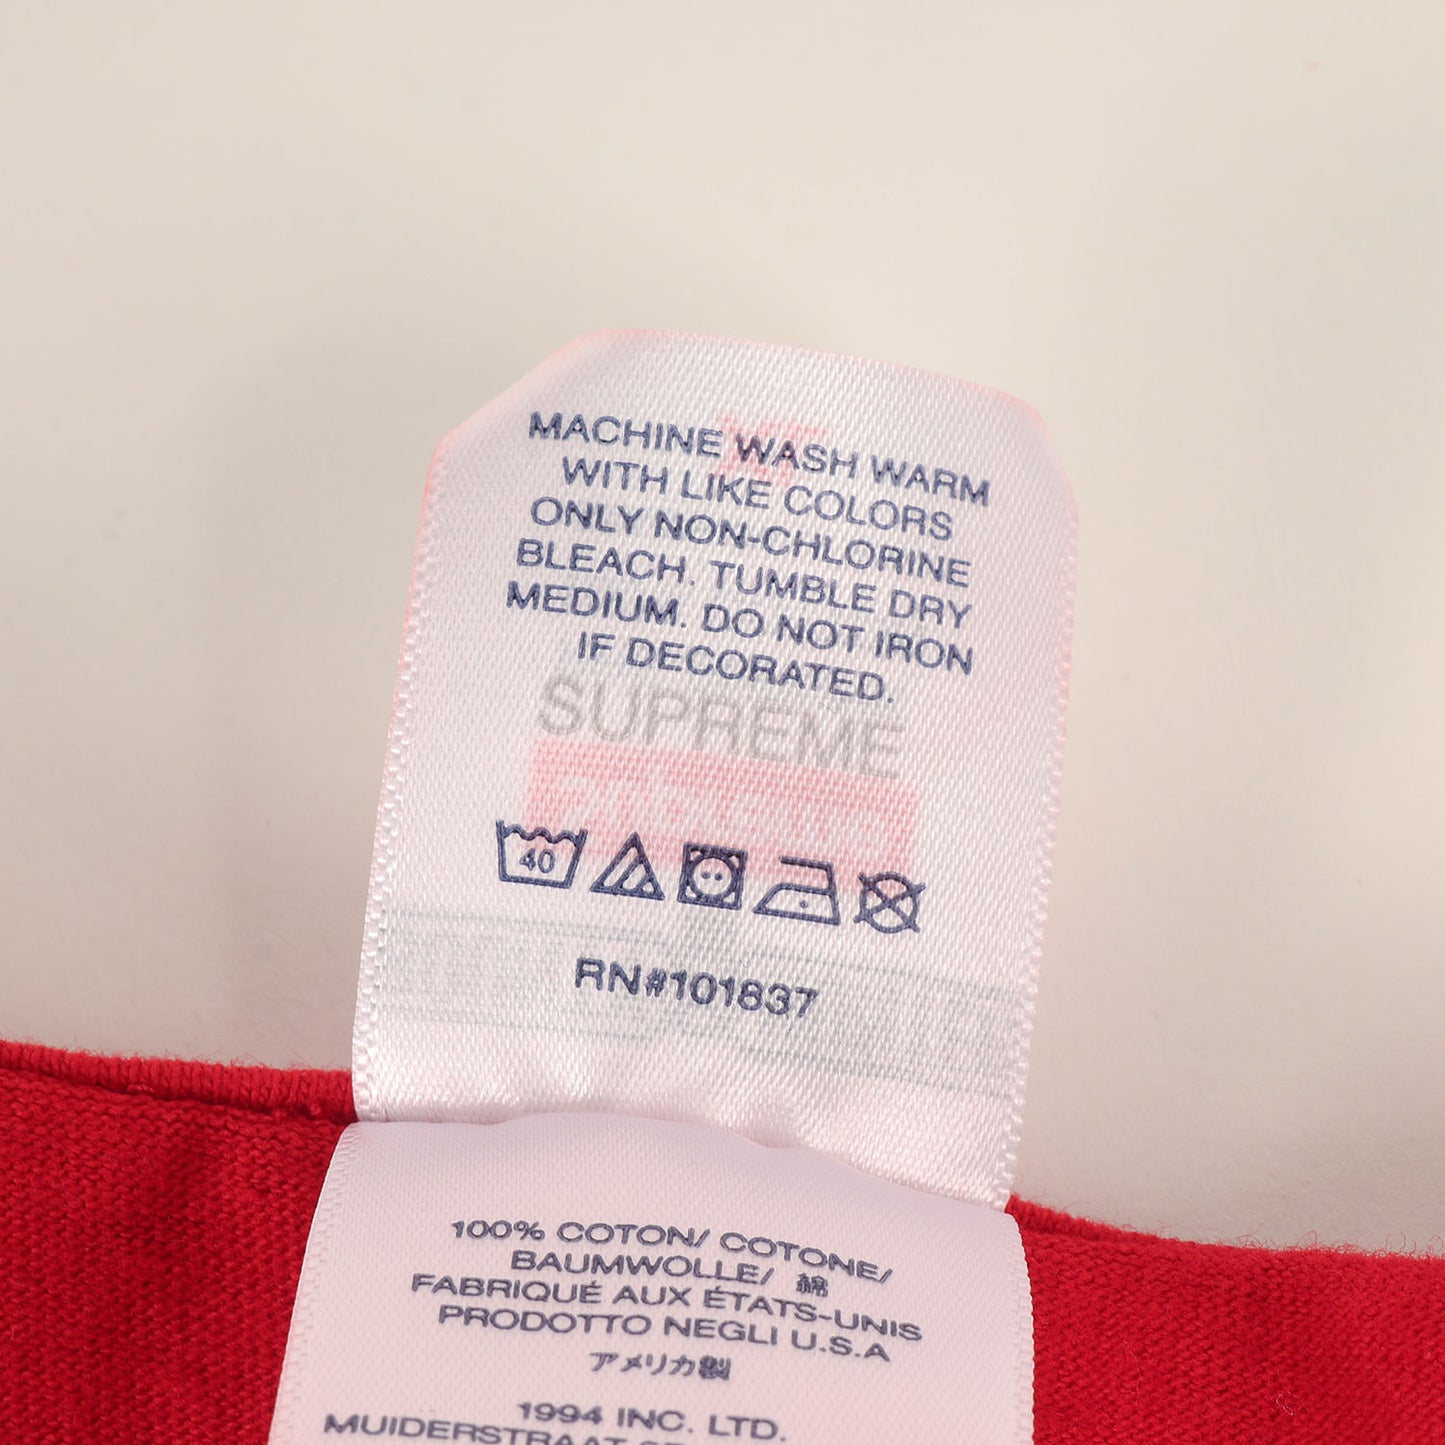 MACHINE WASH WARM
WITH LIKE COLORS
ONLY NON-CHLORINE
BLEACH. TUMBLE DRY
MEDIUM. DO NOT IRON
IF DECORATED.
SUPREME
40
RN#101837
100% COTON/ COTONE/
BAUMWOLLE/ 綿
FABRIQUÉ AUX ÉTATS-UNIS
PRODOTTO NEGLI U.S.A
アメリカ製
1994 INC. LTD.
MUIDERSTRAAT